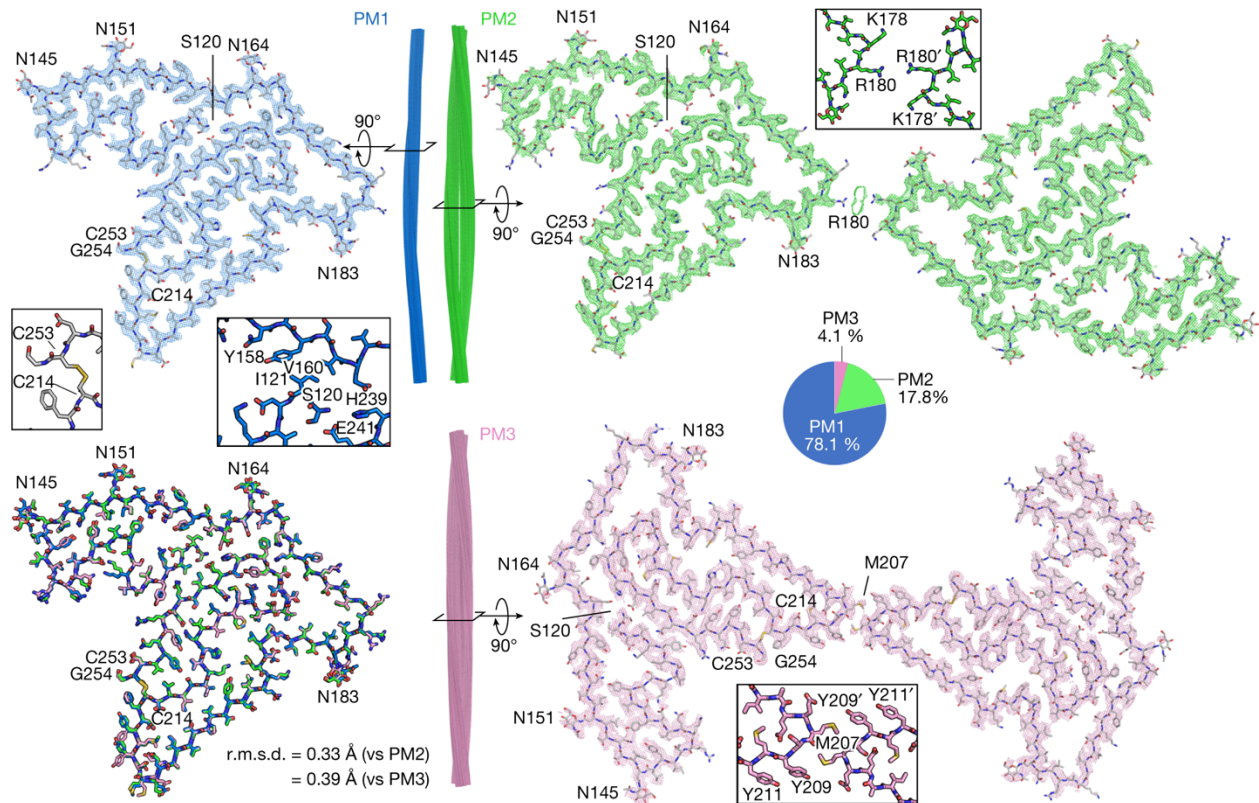 PM1
PM2
N151
S120
N164
N145
90°
C253
G254
N183
C214
N151
S120
N164
N145
90°
C253
G254
R180
N183
C214
K178
R180′
R180
K178′
C253
C214
Y158
V160
I121
S120
H239
E241
PM3
4.1 %
PM2
17.8%
PM1
78.1 %
N151
N164
N145
C253
G254
C214
N183
r.m.s.d. = 0.33 Å (vs PM2)
= 0.39 Å (vs PM3)
PM3
90°
N183
N164
M207
C214
S120
C253
G254
N151
N145
Y209′
Y211′
M207
Y211
Y209